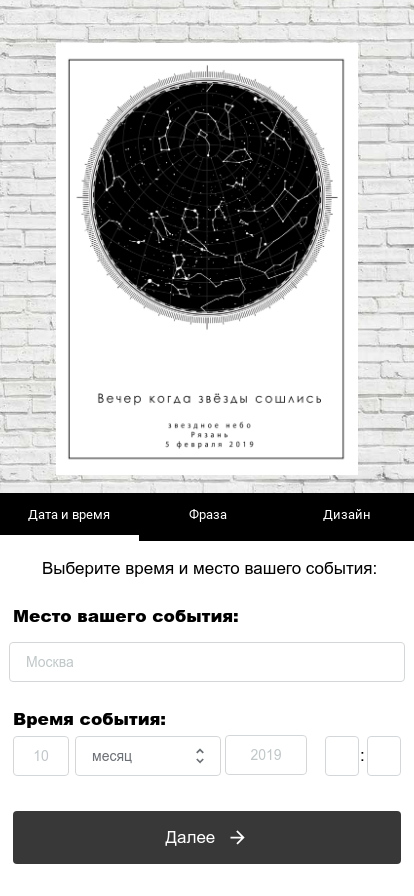 Вечер когда звёзды сошлись
звездное небо
Рязань
5 февраля 2019
Дата и время Фраза Дизайн
Выберите время и место вашего события:
Место вашего события:
Москва
Время события:
10 месяц 2019 :
Далее